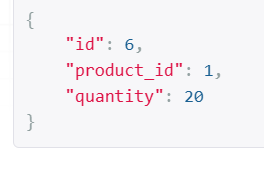 {
    "id": 6,
    "product_id": 1,
    "quantity": 20
}